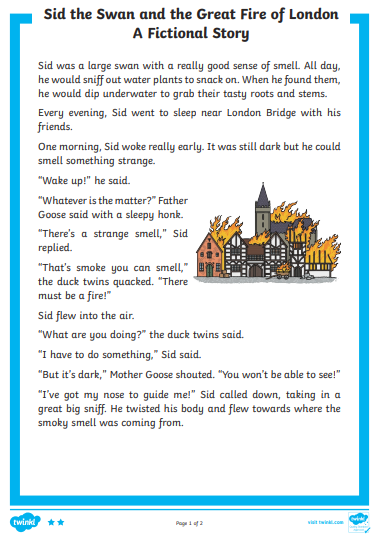 Sid the Swan and the Great Fire of London
A Fictional Story
Sid was a large swan with a really good sense of smell. All day,
he would sniff out water plants to snack on. When he found them,
he would dip underwater to grab their tasty roots and stems.
Every evening, Sid went to sleep near London Bridge with his
friends.
One morning, Sid woke really early. It was still dark but he could
smell something strange.
“Wake up!” he said.
“Whatever is the matter?” Father
Goose said with a sleepy honk.
“There’s a strange smell,” Sid
replied.
“That’s smoke you can smell,”
the duck twins quacked. “There
must be a fire!”
Sid flew into the air.
“What are you doing?” the duck twins said.
“I have to do something,” Sid said.
“But it’s dark,” Mother Goose shouted. “You won’t be able to see!”
“I’ve got my nose to guide me!” Sid called down, taking in a
great big sniff. He twisted his body and flew towards where the
smoky smell was coming from.
twinkl
Page 1 of 2
visit twinkl.com
twinkl